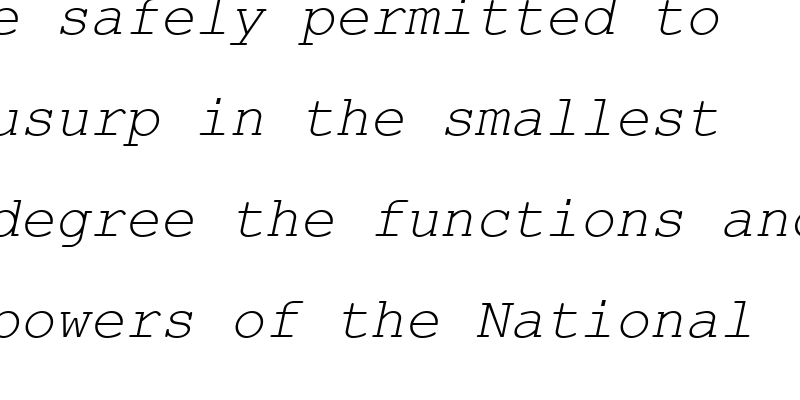 e safely permitted to
usurp in the smallest
degree the functions and
powers of the National